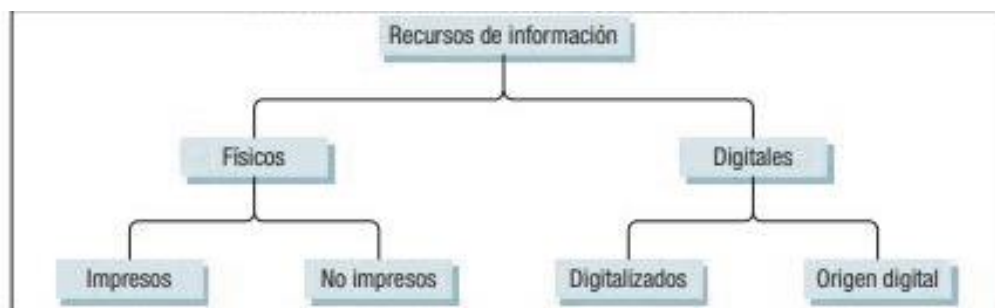 Recursos de información
Físicos
Digitales
Impresos
No impresos
Digitalizados
Origen digital